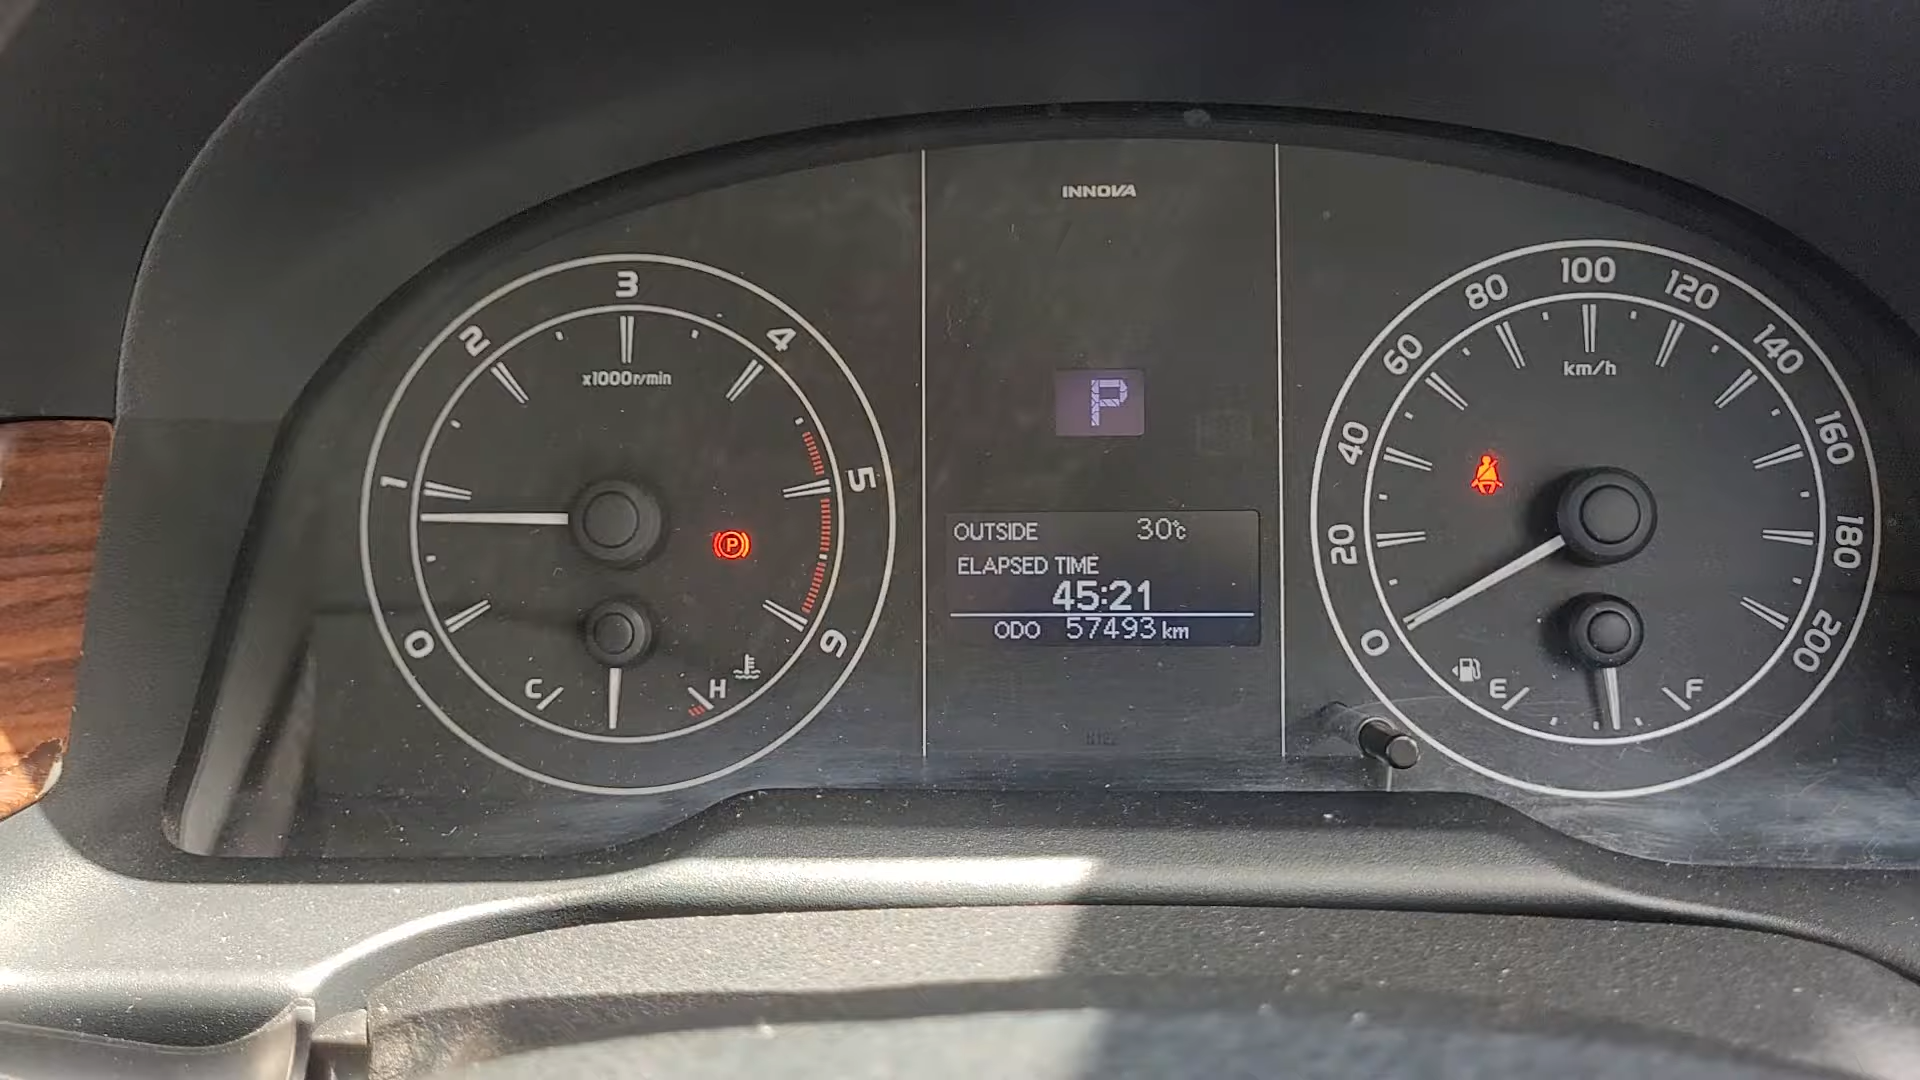 INNOVA
3
2
4
x1000r/min
1
5
0
6
C
H
P
P
OUTSIDE 30°C
ELAPSED TIME
45:21
ODO 57493 km
100
80
120
60
140
km/h
40
160
20
180
0
200
E
F